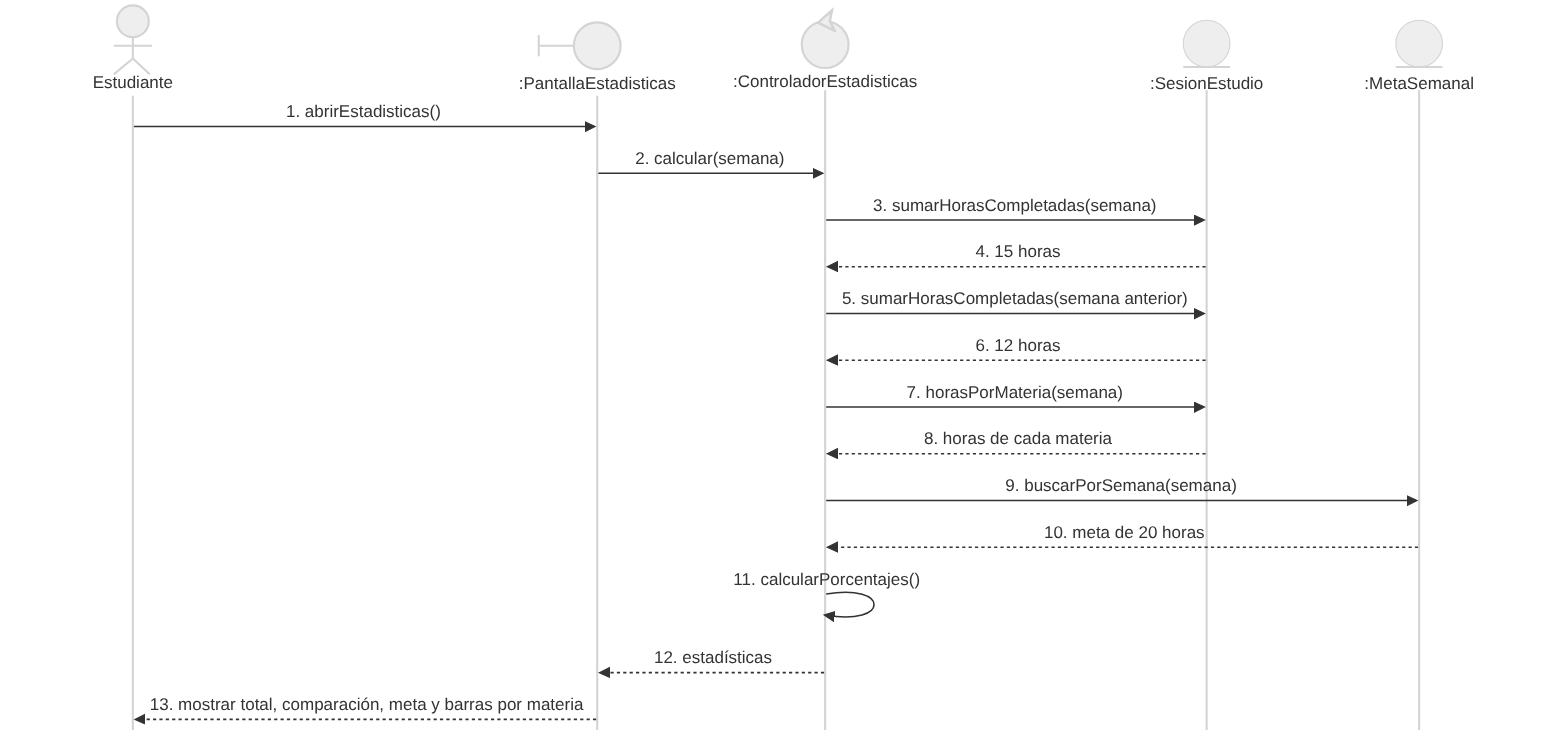 Estudiante
:PantallaEstadisticas
:ControladorEstadisticas
:SesionEstudio
:MetaSemanal
1. abrirEstadisticas()
2. calcular(semana)
3. sumarHorasCompletadas(semana)
4. 15 horas
5. sumarHorasCompletadas(semana anterior)
6. 12 horas
7. horasPorMateria(semana)
8. horas de cada materia
9. buscarPorSemana(semana)
10. meta de 20 horas
11. calcularPorcentajes()
12. estadísticas
13. mostrar total, comparación, meta y barras por materia